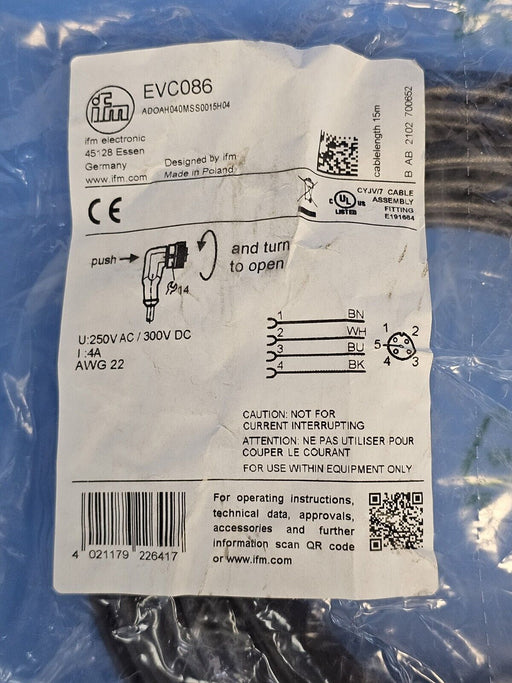 ifm
EVC086
ADOAH040MSS0015H04
ifm electronic
45128 Essen
Germany
www.ifm.com
Designed by ifm
Made in Poland
cablelength 15m
B AB 2102 700652
CE
C UL US
LISTED
CYJV/7 CABLE
ASSEMBLY
FITTING
E191684
push
14
and turn
to open
U:250V AC / 300V DC
I :4A
AWG 22
1 BN
2 WH
3 BU
4 BK
1 2
5
4 3
CAUTION: NOT FOR
CURRENT INTERRUPTING
ATTENTION: NE PAS UTILISER POUR
COUPER LE COURANT
FOR USE WITHIN EQUIPMENT ONLY
4 021179 226417
For operating instructions,
technical data, approvals,
accessories and further
information scan QR code
or www.ifm.com